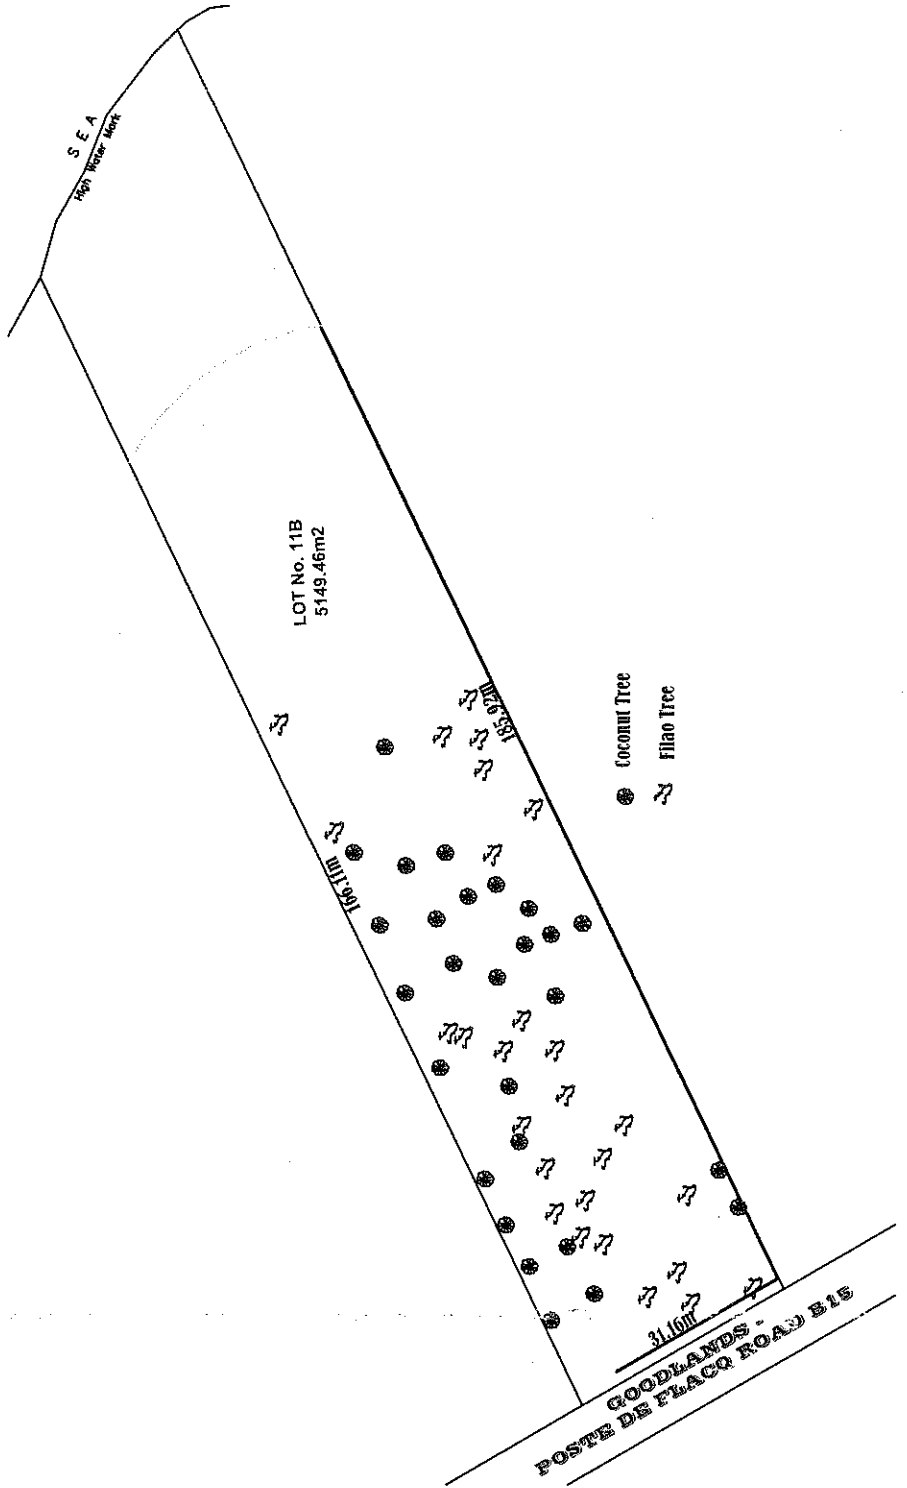 SEA
High Water Mark
LOT No. 11B
5149.46m2
185.92m
166.11m
Coconut Tree
Filao Tree
31.16m
GOODLANDS -
POSTE DE FLACQ ROAD B15